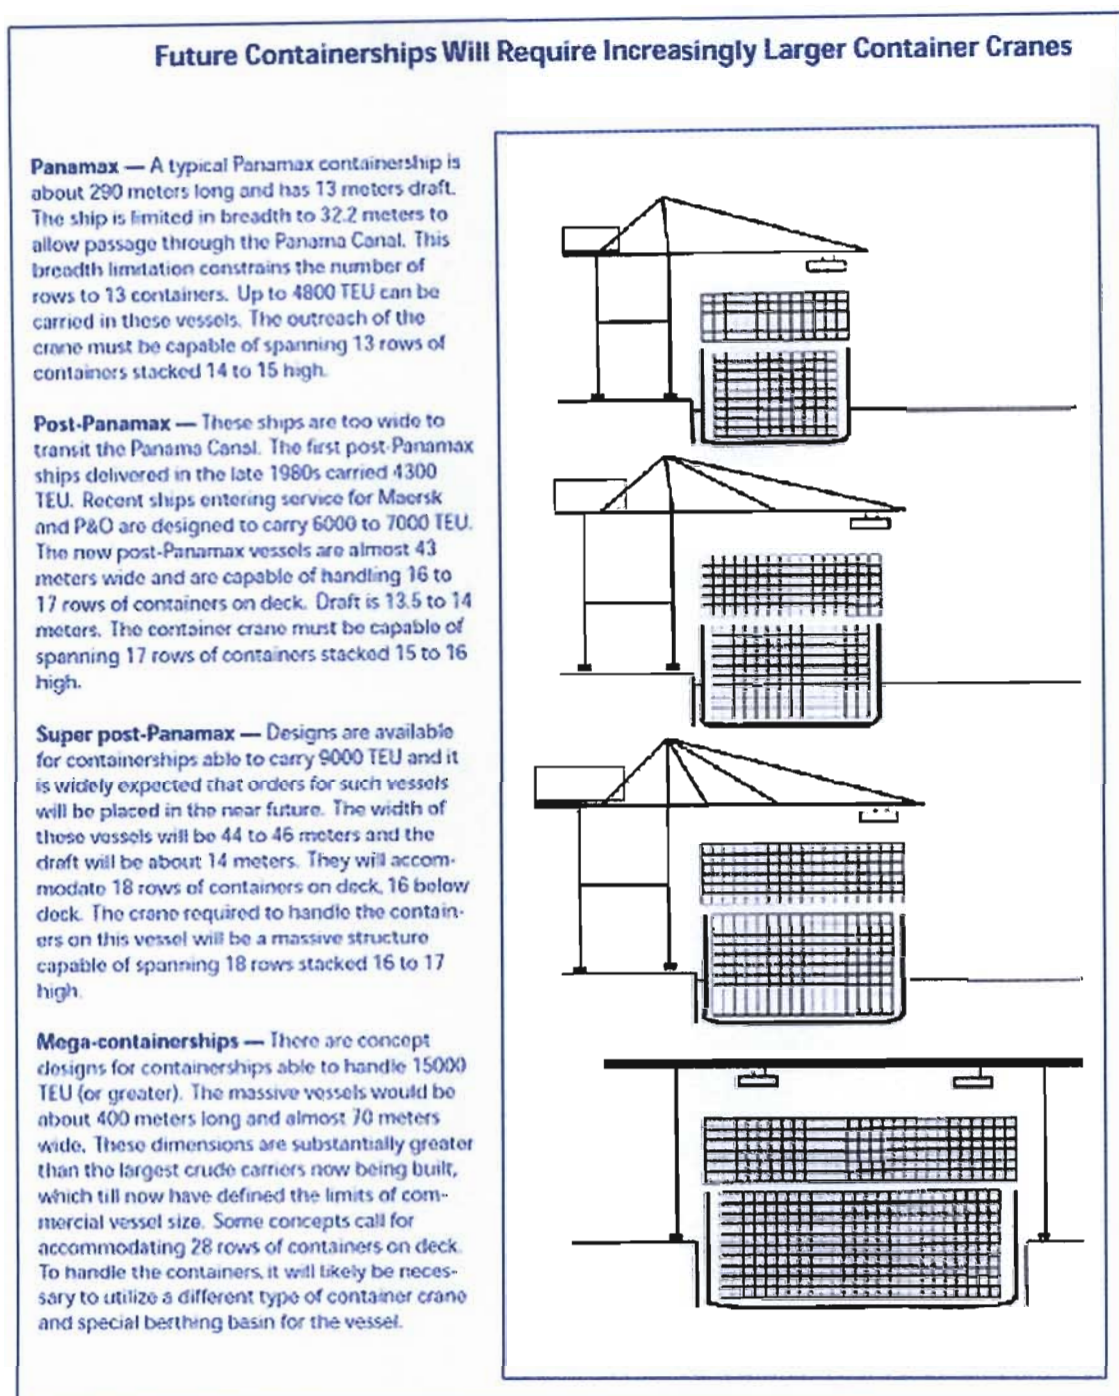 Future Containerships Will Require Increasingly Larger Container Cranes
Panamax — A typical Panamax containership is
about 290 meters long and has 13 meters draft.
The ship is limited in breadth to 32.2 meters to
allow passage through the Panama Canal. This
breadth limitation constrains the number of
rows to 13 containers. Up to 4800 TEU can be
carried in these vessels. The outreach of the
crane must be capable of spanning 13 rows of
containers stacked 14 to 15 high.
Post-Panamax — These ships are too wide to
transit the Panama Canal. The first post-Panamax
ships delivered in the late 1980s carried 4300
TEU. Recent ships entering service for Maersk
and P&O are designed to carry 6000 to 7000 TEU.
The new post-Panamax vessels are almost 43
meters wide and are capable of handling 16 to
17 rows of containers on deck. Draft is 13.5 to 14
meters. The container crane must be capable of
spanning 17 rows of containers stacked 15 to 16
high.
Super post-Panamax — Designs are available
for containerships able to carry 9000 TEU and it
is widely expected that orders for such vessels
will be placed in the near future. The width of
these vessels will be 44 to 46 meters and the
draft will be about 14 meters. They will accom-
modate 18 rows of containers on deck, 16 below
deck. The crane required to handle the contain-
ers on this vessel will be a massive structure
capable of spanning 18 rows stacked 16 to 17
high.
Mega-containerships — There are concept
designs for containerships able to handle 15000
TEU (or greater). The massive vessels would be
about 400 meters long and almost 70 meters
wide. These dimensions are substantially greater
than the largest crude carriers now being built,
which till now have defined the limits of com-
mercial vessel size. Some concepts call for
accommodating 28 rows of containers on deck.
To handle the containers, it will likely be neces-
sary to utilize a different type of container crane
and special berthing basin for the vessel.